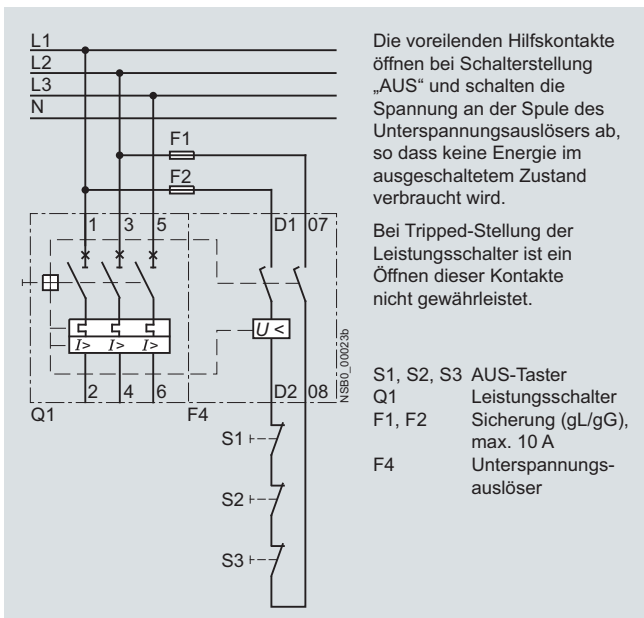 L1
L2
L3
N
F1
F2
1 3 5 D1 07
I> I> I> U <
2 4 6 D2 08
Q1 F4
S1
S2
S3
NSB0_00023b
Die voreilenden Hilfskontakte
öffnen bei Schalterstellung
„AUS“ und schalten die
Spannung an der Spule des
Unterspannungsauslösers ab,
so dass keine Energie im
ausgeschaltetem Zustand
verbraucht wird.
Bei Tripped-Stellung der
Leistungsschalter ist ein
Öffnen dieser Kontakte
nicht gewährleistet.
S1, S2, S3 AUS-Taster
Q1 Leistungsschalter
F1, F2 Sicherung (gL/gG),
max. 10 A
F4 Unterspannungs-
auslöser